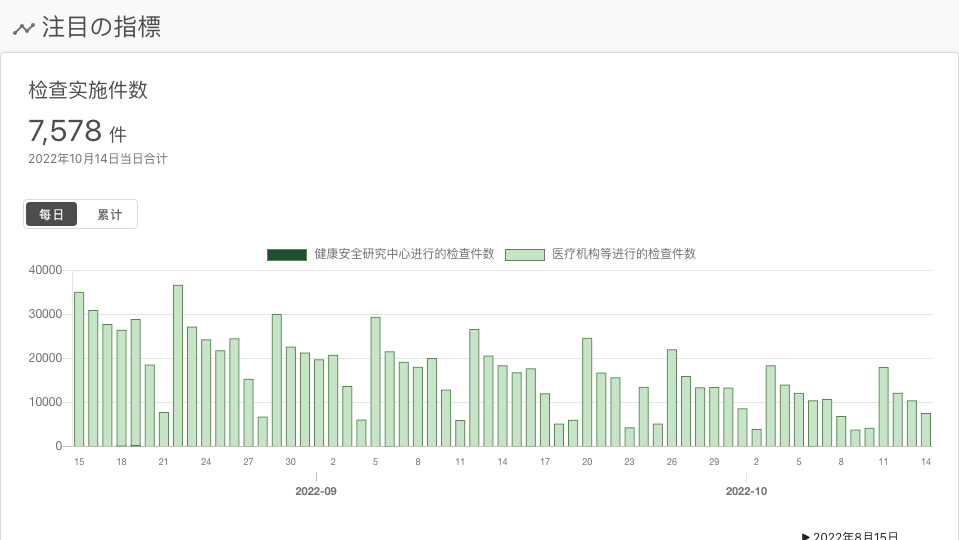 注目の指標
检查实施件数
7,578 件
2022年10月14日当日合计
每日 累计
健康安全研究中心进行的检查件数 医疗机构等进行的检查件数
40000
30000
20000
10000
0
15 18 21 24 27 30 2 5 8 11 14 17 20 23 26 29 2 5 8 11 14
2022-09 2022-10
▶ 2022年8月15日